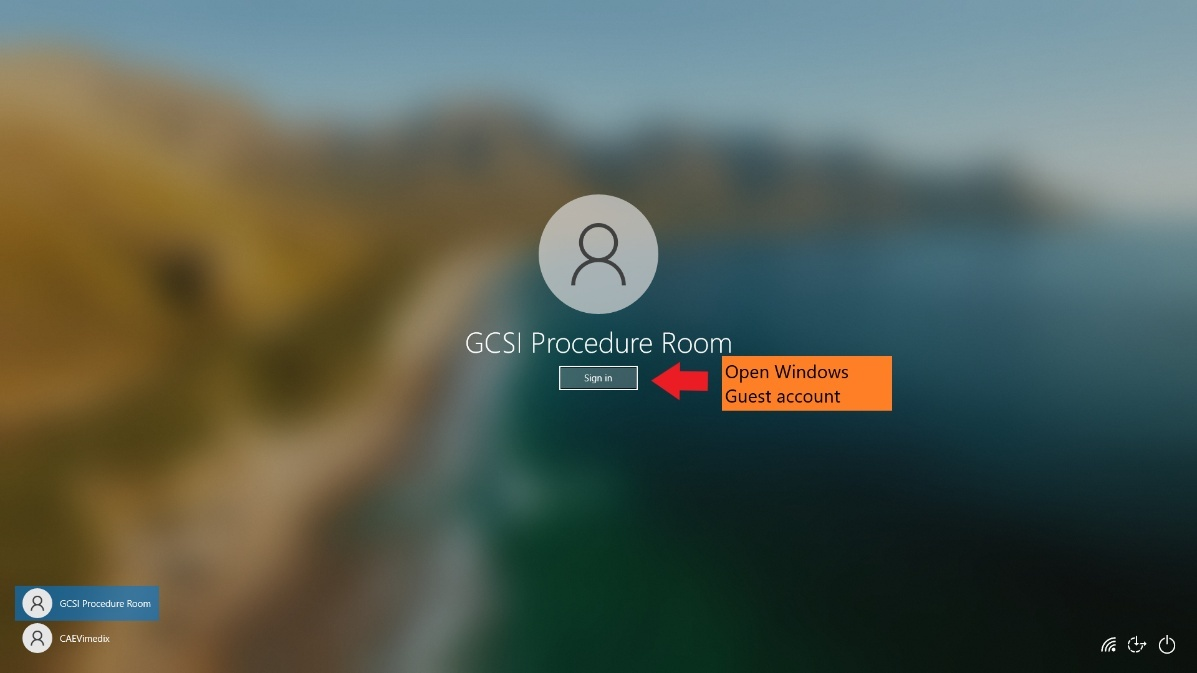 GCSI Procedure Room
Sign in
Open Windows
Guest account
GCSI Procedure Room
CAEVimedix